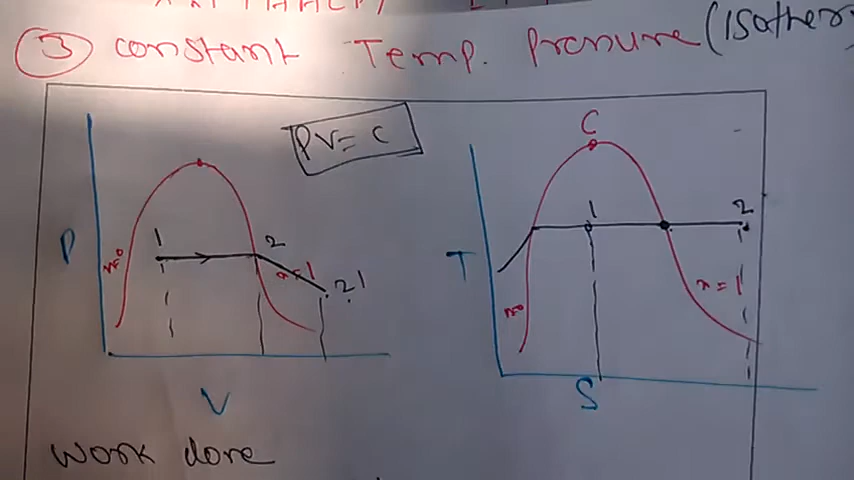 ③ constant Temp. Pressure (Isother
PV = C
P
1
2
2'
x=0
x=1
V
C
T
1
2
x=0
x=1
S
Work done